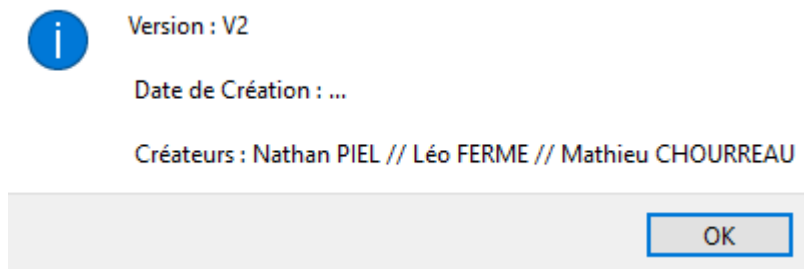 Version : V2
Date de Création : ...
Créateurs : Nathan PIEL // Léo FERME // Mathieu CHOURREAU
OK